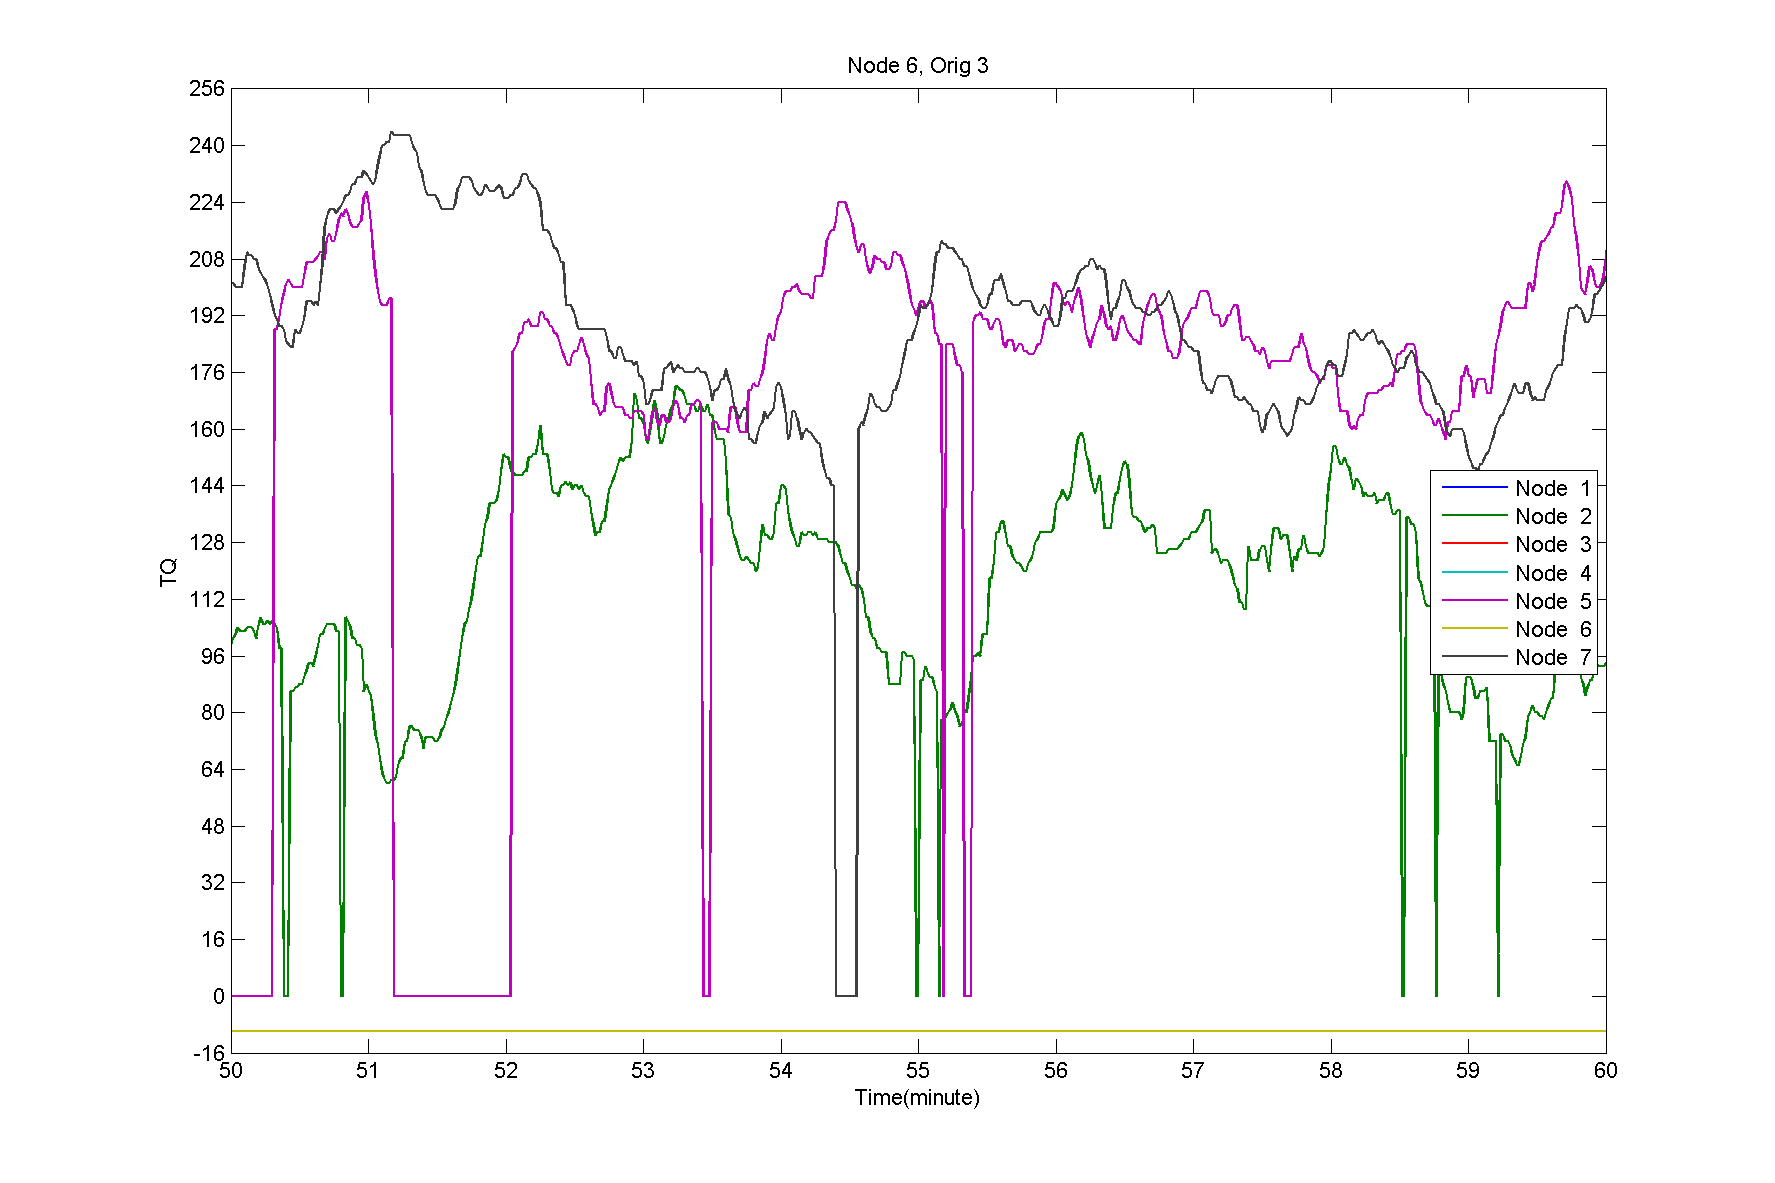 Node 6, Orig 3
256
240
224
208
192
176
160
144
128
112
96
80
64
48
32
16
0
-16
TQ
Node 1
Node 2
Node 3
Node 4
Node 5
Node 6
Node 7
50 51 52 53 54 55 56 57 58 59 60
Time(minute)